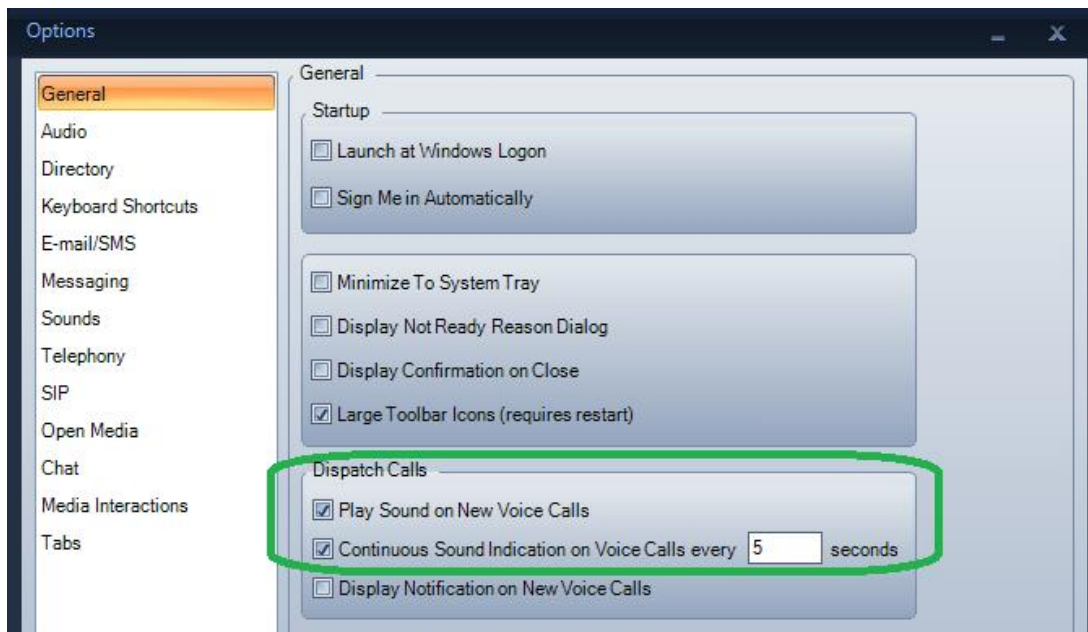 Options
General
Audio
Directory
Keyboard Shortcuts
E-mail/SMS
Messaging
Sounds
Telephony
SIP
Open Media
Chat
Media Interactions
Tabs
General
Startup
Launch at Windows Logon
Sign Me in Automatically
Minimize To System Tray
Display Not Ready Reason Dialog
Display Confirmation on Close
Large Toolbar Icons (requires restart)
Dispatch Calls
Play Sound on New Voice Calls
Continuous Sound Indication on Voice Calls every 5 seconds
Display Notification on New Voice Calls